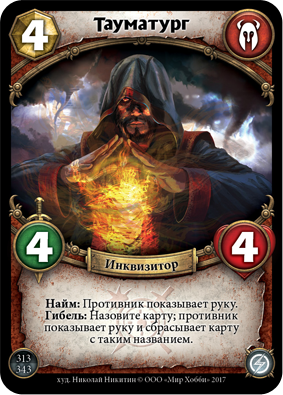 4
Тауматург
4
Инквизитор
4
Найм: Противник показывает руку.
Гибель: Назовите карту; противник
показывает руку и сбрасывает карту
с таким названием.
313
343
худ. Николай Никитин © ООО «Мир Хобби» 2017